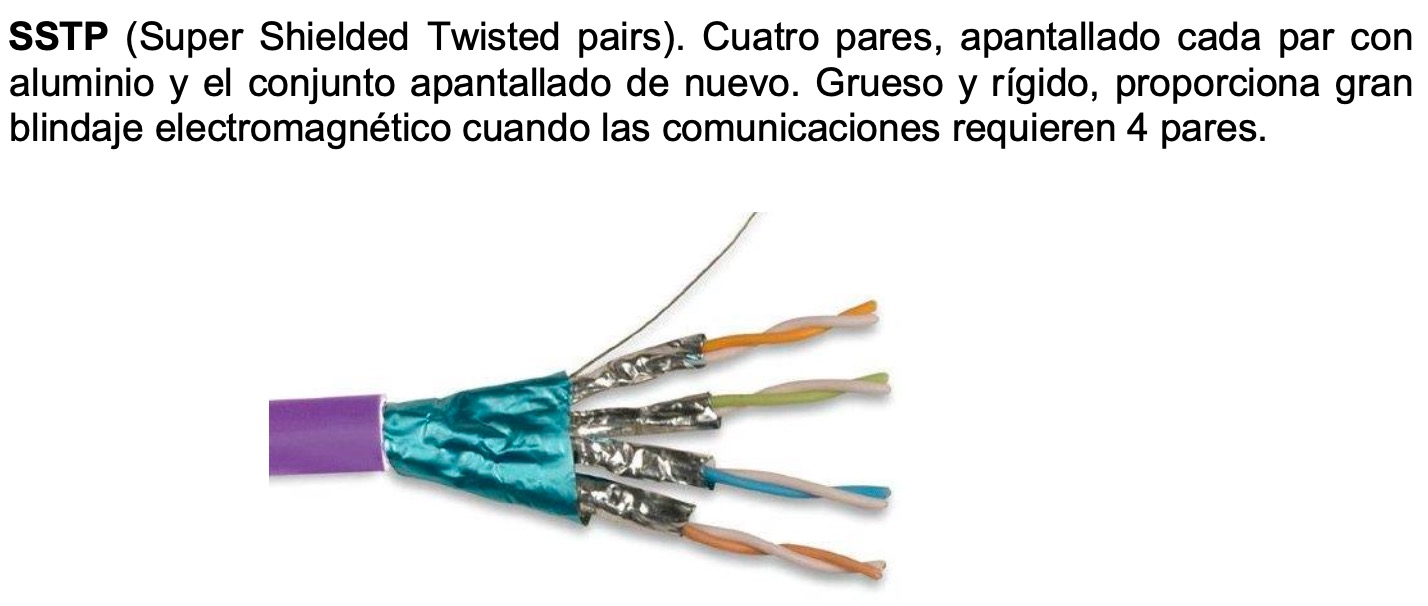 SSTP (Super Shielded Twisted pairs). Cuatro pares, apantallado cada par con
aluminio y el conjunto apantallado de nuevo. Grueso y rígido, proporciona gran
blindaje electromagnético cuando las comunicaciones requieren 4 pares.